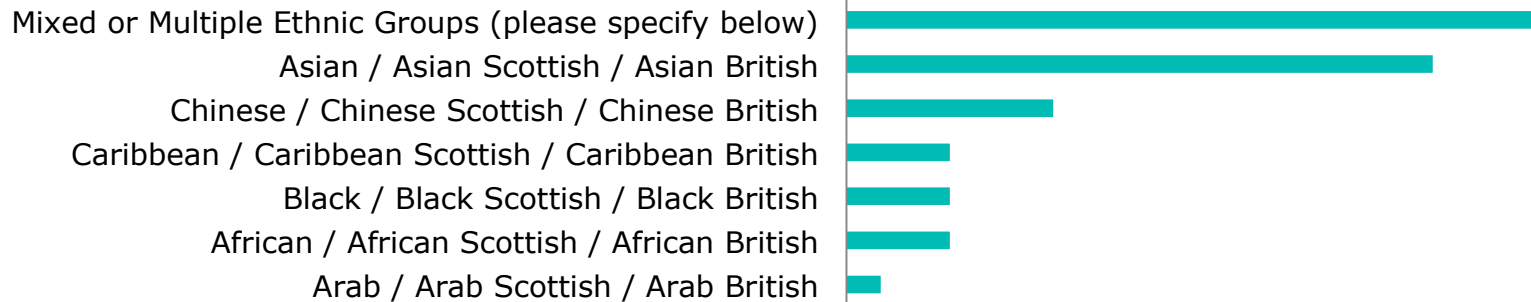 Mixed or Multiple Ethnic Groups (please specify below)
Asian / Asian Scottish / Asian British
Chinese / Chinese Scottish / Chinese British
Caribbean / Caribbean Scottish / Caribbean British
Black / Black Scottish / Black British
African / African Scottish / African British
Arab / Arab Scottish / Arab British